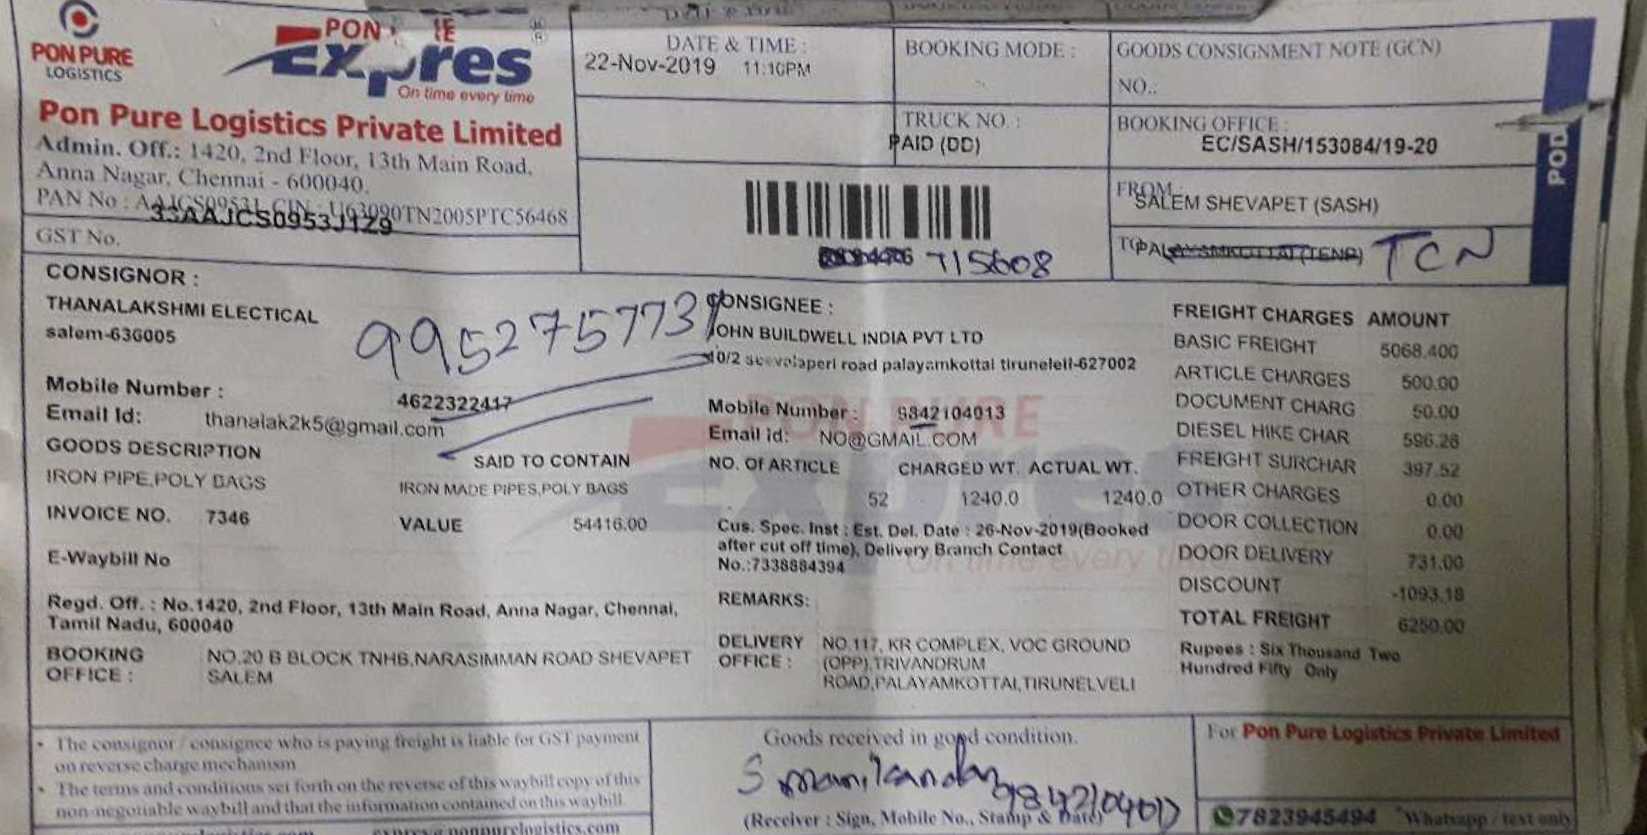 PON PURE
LOGISTICS
Expres
On time every time
Pon Pure Logistics Private Limited
Admin. Off.: 1420, 2nd Floor, 13th Main Road,
Anna Nagar, Chennai - 600040.
PAN No : AAJCS0953J, CIN : U63090TN2005PTC56468
33AAJCS0953J1Z9
GST No.
DATE & TIME :
22-Nov-2019 11:10PM
BOOKING MODE :
GOODS CONSIGNMENT NOTE (GCN)
NO.:
TRUCK NO. :
PAID (DD)
BOOKING OFFICE :
EC/SASH/153084/19-20
POD
FROM :
SALEM SHEVAPET (SASH)
TO
TCN
715608
CONSIGNOR :
THANALAKSHMI ELECTICAL
salem-636005
Mobile Number :
4622322417
Email Id: thanalak2k5@gmail.com
GOODS DESCRIPTION
SAID TO CONTAIN
IRON PIPE,POLY BAGS
IRON MADE PIPES,POLY BAGS
INVOICE NO. 7346
VALUE 54416.00
E-Waybill No
Regd. Off. : No.1420, 2nd Floor, 13th Main Road, Anna Nagar, Chennai,
Tamil Nadu, 600040
BOOKING OFFICE : NO.20 B BLOCK TNHB,NARASIMMAN ROAD SHEVAPET
SALEM
CONSIGNEE :
JOHN BUILDWELL INDIA PVT LTD
road palayamkottai 627002
Mobile Number : 9842104013
Email Id: NO@GMAIL.COM
NO. Of ARTICLE CHARGED WT. ACTUAL WT.
52 1240.0 1240.0
Cus. Spec. Inst : Est. Del. Date : 26-Nov-2019(Booked
after cut off time), Delivery Branch Contact
No.:7338884394
REMARKS:
DELIVERY OFFICE : NO.117, KR COMPLEX, VOC GROUND
(OPP),TRIVANDRUM
ROAD,PALAYAMKOTTAI,TIRUNELVELI
FREIGHT CHARGES AMOUNT
BASIC FREIGHT 5068.400
ARTICLE CHARGES 500.00
DOCUMENT CHARG 50.00
DIESEL HIKE CHAR 596.26
FREIGHT SURCHAR 397.52
OTHER CHARGES 0.00
DOOR COLLECTION 0.00
DOOR DELIVERY 731.00
DISCOUNT -1093.18
TOTAL FREIGHT 6250.00
Rupees : Six Thousand Two
Hundred Fifty Only
• The consignor / consignee who is paying freight is liable for GST payment
on reverse charge mechanism
• The terms and conditions set forth on the reverse of this waybill copy of this
non-negotiable waybill and that the information contained on this waybill.
Goods received in good condition.
S manikandan
(Receiver : Sign, Mobile No., Stamp & Date)
For Pon Pure Logistics Private Limited
7823945494 *Whatsapp / text only